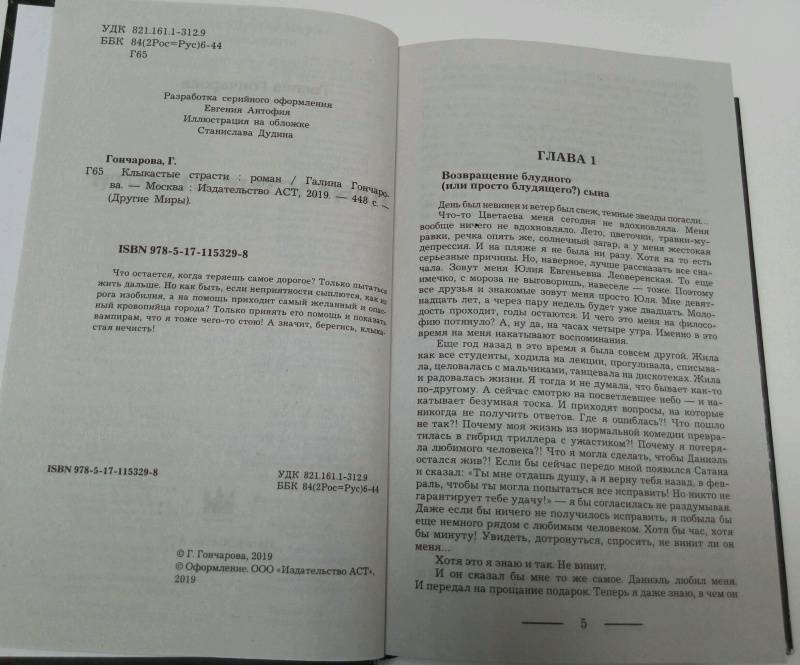 УДК 821.161.1-312.9
ББК 84(2Рос=Рус)6-44
Г65
Разработка серийного оформления
Евгения Антофия
Иллюстрация на обложке
Станислава Дудина
Гончарова, Г.
Г65 Клыкастые страсти : роман / Галина Гончаро-
ва. — Москва : Издательство АСТ, 2019. — 448 с. —
(Другие Миры).
ISBN 978-5-17-115329-8
Что остается, когда теряешь самое дорогое? Только пытаться
жить дальше. Но как быть, если неприятности сыплются, как из
рога изобилия, а на помощь приходит самый желанный и опас-
ный кровопийца города? Только принять его помощь и показать
вампирам, что я тоже чего-то стою! А значит, берегись, клыка-
стая нечисть!
УДК 821.161.1-312.9
ББК 84(2Рос=Рус)6-44
ISBN 978-5-17-115329-8
© Г. Гончарова, 2019
© Оформление. ООО «Издательство АСТ»,
2019
ГЛАВА 1
Возвращение блудного
(или просто блудящего?) сына
День был невинен и ветер был свеж, темные звезды погасли...
Что-то Цветаева меня сегодня не вдохновляла. Меня
вообще ничего не вдохновляло. Лето, цветочки, травки-му-
равки, речка опять же, солнечный загар, а у меня жестокая
депрессия. И на пляже я не была ни разу. Хотя на то есть
серьезные причины. Но, наверное, лучше рассказать все сна-
чала. Зовут меня Юлия Евгеньевна Леоверенская. То еще
имечко, с мороза не выговоришь, навеселе — тоже. Поэтому
все друзья и знакомые зовут меня просто Юля. Мне девят-
надцать лет, а через пару недель будет уже двадцать. Моло-
дость проходит, годы остаются. И чего это меня на филосо-
фию потянуло? А, ну да, на часах четыре утра. Именно в это
время на меня накатывают воспоминания.
Еще год назад в это время я была совсем другой. Жила
как все студенты, ходила на лекции, прогуливала, списыва-
ла, целовалась с мальчиками, танцевала на дискотеках. Жила
и радовалась жизни. Я тогда и не думала, что бывает как-то
по-другому. А сейчас смотрю на посветлевшее небо — и на-
катывает безумная тоска. И приходят вопросы, на которые
никогда не получить ответов. Где я ошиблась?! Что пошло
не так?! Почему моя жизнь из нормальной комедии превра-
тилась в гибрид триллера с ужастиком?! Почему я потеря-
ла любимого человека?! Что я могла сделать, чтобы Даниэль
остался жив?! Если бы сейчас передо мной появился Сатана
и сказал: «Ты мне отдашь душу, а я верну тебя назад, в фев-
раль, чтобы ты могла попытаться все исправить! Но никто не
гарантирует тебе удачу!» — я бы согласилась не раздумывая.
Даже если бы ничего не получилось исправить, я побыла бы
еще немного рядом с любимым человеком. Хотя бы час, хотя
бы минуту! Увидеть, дотронуться, спросить, не винит ли он
меня...
Хотя это я знаю и так. Не винит.
И он сказал бы мне то же самое. Даниэль любил меня.
И передал на прощание подарок. Теперь я даже знаю, в чем он
5